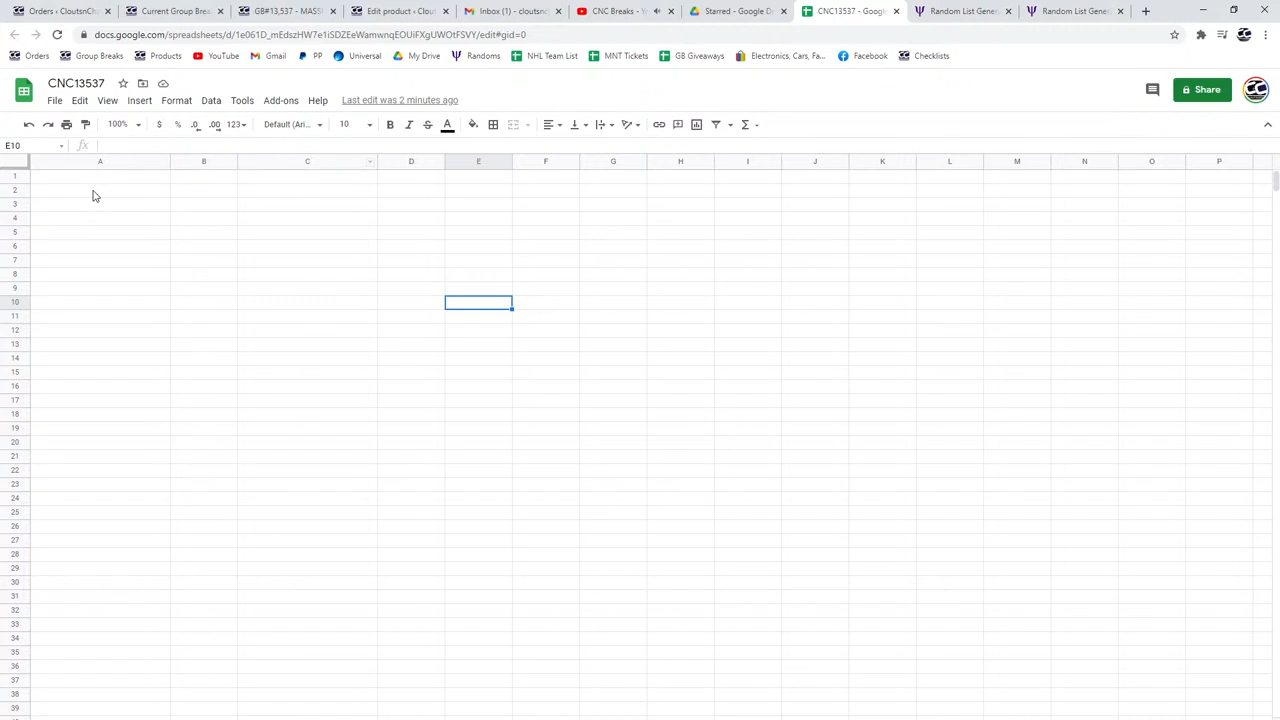 Orders ‹ CloutsnCh
Current Group Brea
GB#13,537 - MASSI
Edit product ‹ Clouts
Inbox (1) - cloutsno
CNC Breaks - Y
Starred - Google D
CNC13537 - Google
Random List Gene
Random List Gene
docs.google.com/spreadsheets/d/1e061D_mEdszHW7e1iSDZEeWamwnqEOUiFXgUWOtFSVY/edit#gid=0
Orders Group Breaks Products YouTube Gmail PP Universal My Drive Randoms NHL Team List MNT Tickets GB Giveaways Electronics, Cars, Fa... Facebook Checklists
CNC13537
File Edit View Insert Format Data Tools Add-ons Help Last edit was 2 minutes ago
Share
100% $ % .0 .00 123 Default (Ari... 10 B I S A
E10 fx
A B C D E F G H I J K L M N O P
1
2
3
4
5
6
7
8
9
10
11
12
13
14
15
16
17
18
19
20
21
22
23
24
25
26
27
28
29
30
31
32
33
34
35
36
37
38
39